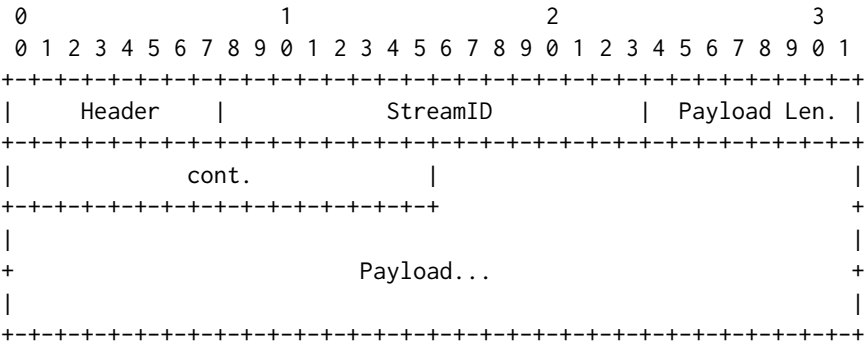 0                   1                   2                   3
 0 1 2 3 4 5 6 7 8 9 0 1 2 3 4 5 6 7 8 9 0 1 2 3 4 5 6 7 8 9 0 1
+-+-+-+-+-+-+-+-+-+-+-+-+-+-+-+-+-+-+-+-+-+-+-+-+-+-+-+-+-+-+-+-+
|     Header    |            StreamID           |  Payload Len. |
+-+-+-+-+-+-+-+-+-+-+-+-+-+-+-+-+-+-+-+-+-+-+-+-+-+-+-+-+-+-+-+-+
|             cont.             |                               |
+-+-+-+-+-+-+-+-+-+-+-+-+-+-+-+-+                               +
|                                                               |
+                          Payload...                           +
|                                                               |
+-+-+-+-+-+-+-+-+-+-+-+-+-+-+-+-+-+-+-+-+-+-+-+-+-+-+-+-+-+-+-+-+